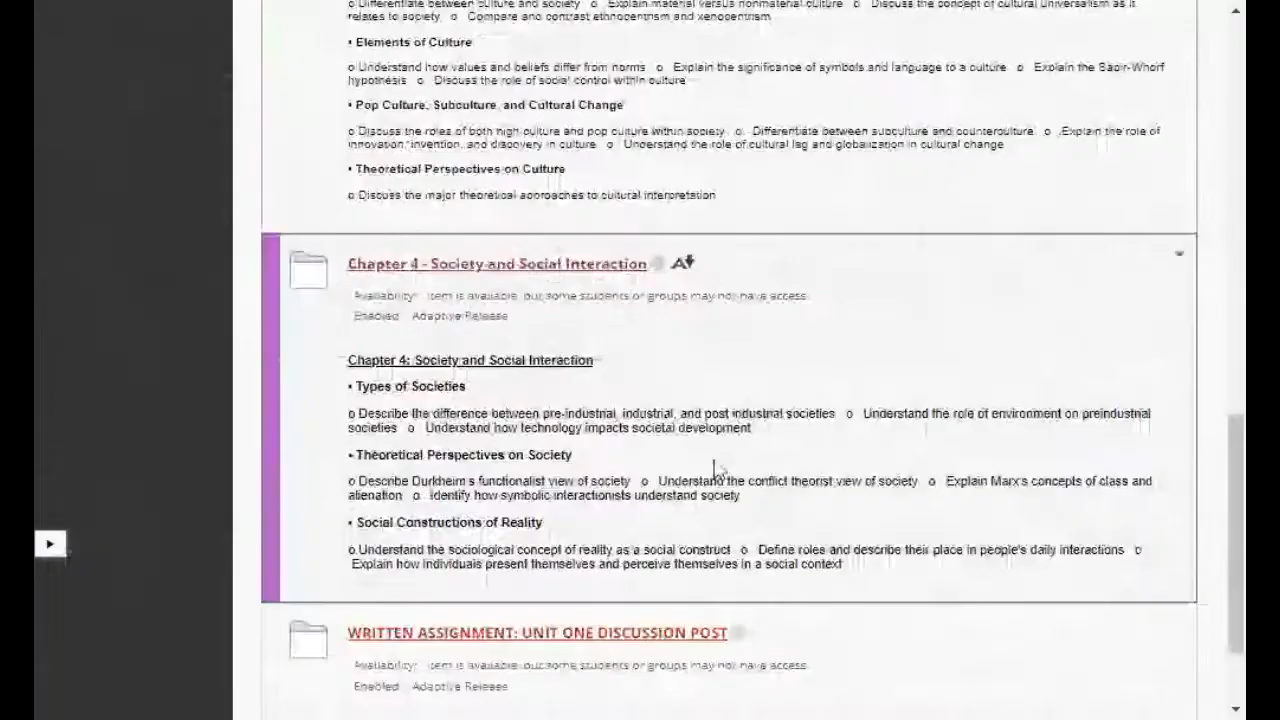 o Differentiate between culture and society o Explain material versus nonmaterial culture o Discuss the concept of cultural universalism as it
relates to society o Compare and contrast ethnocentrism and xenocentrism
• Elements of Culture
o Understand how values and beliefs differ from norms o Explain the significance of symbols and language to a culture o Explain the Sapir-Whorf
hypothesis o Discuss the role of social control within culture
• Pop Culture, Subculture, and Cultural Change
o Discuss the roles of both high culture and pop culture within society o Differentiate between subculture and counterculture o Explain the role of
innovation, invention, and discovery in culture o Understand the role of cultural lag and globalization in cultural change
• Theoretical Perspectives on Culture
o Discuss the major theoretical approaches to cultural interpretation
Chapter 4 - Society and Social Interaction
Availability: Item is available, but some students or groups may not have access.
Enabled: Adaptive Release
Chapter 4: Society and Social Interaction
• Types of Societies
o Describe the difference between pre-industrial, industrial, and post industrial societies o Understand the role of environment on preindustrial
societies o Understand how technology impacts societal development
• Theoretical Perspectives on Society
o Describe Durkheim's functionalist view of society o Understand the conflict theorist view of society o Explain Marx's concepts of class and
alienation o Identify how symbolic interactionists understand society
• Social Constructions of Reality
o Understand the sociological concept of reality as a social construct o Define roles and describe their place in people's daily interactions o
Explain how individuals present themselves and perceive themselves in a social context
WRITTEN ASSIGNMENT: UNIT ONE DISCUSSION POST
Availability: Item is available, but some students or groups may not have access.
Enabled: Adaptive Release